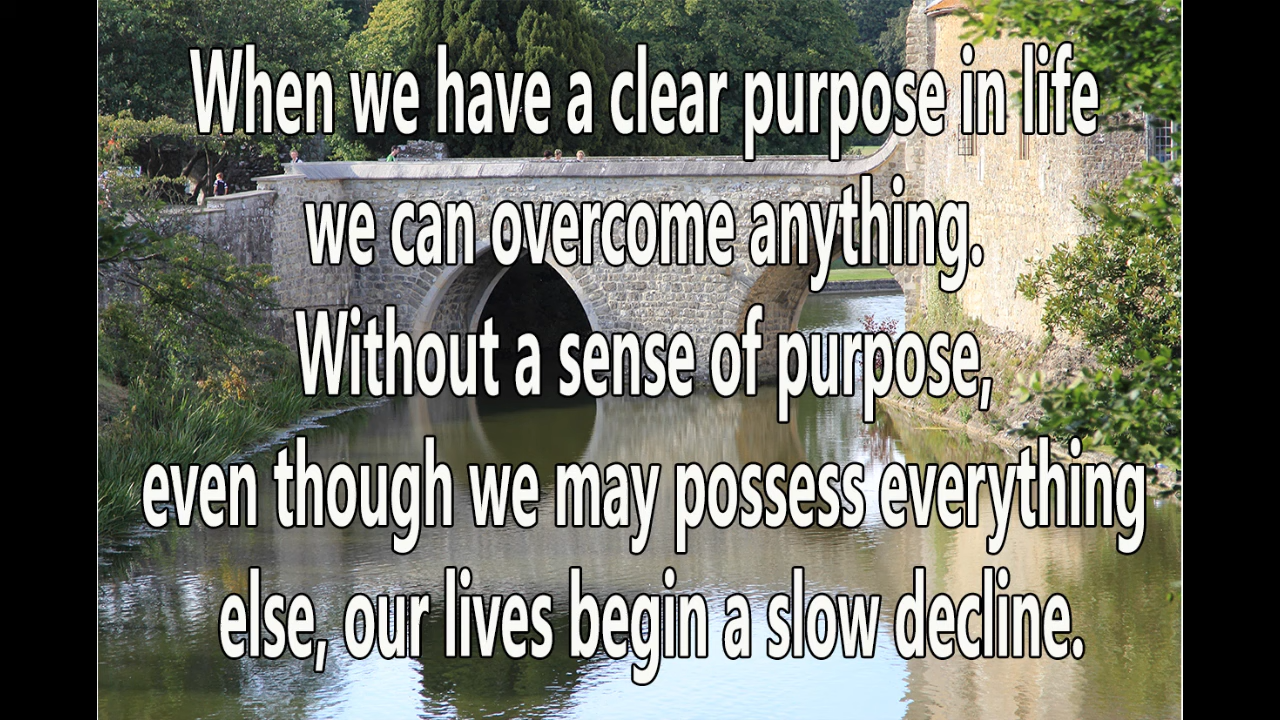 When we have a clear purpose in life
we can overcome anything.
Without a sense of purpose,
even though we may possess everything
else, our lives begin a slow decline.